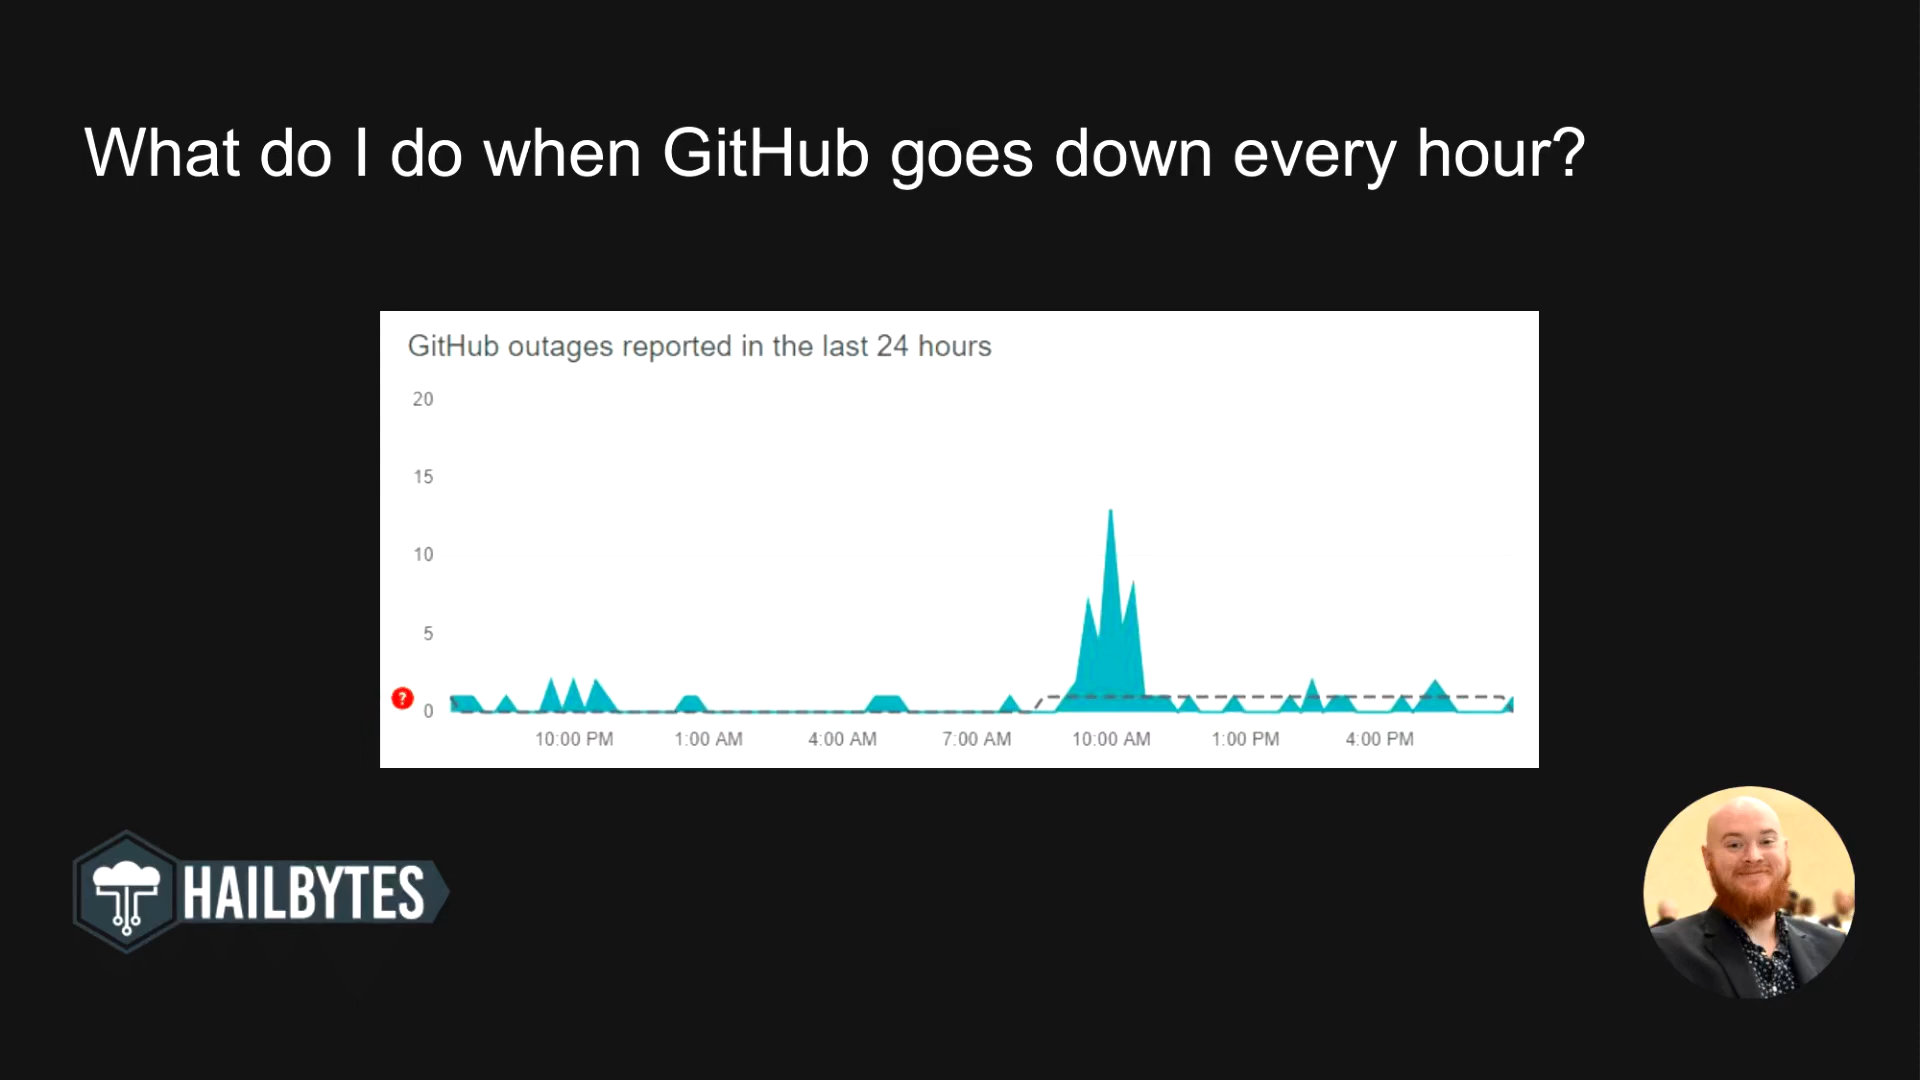 What do I do when GitHub goes down every hour?
GitHub outages reported in the last 24 hours
20
15
10
5
?
0
10:00 PM 1:00 AM 4:00 AM 7:00 AM 10:00 AM 1:00 PM 4:00 PM
HAILBYTES